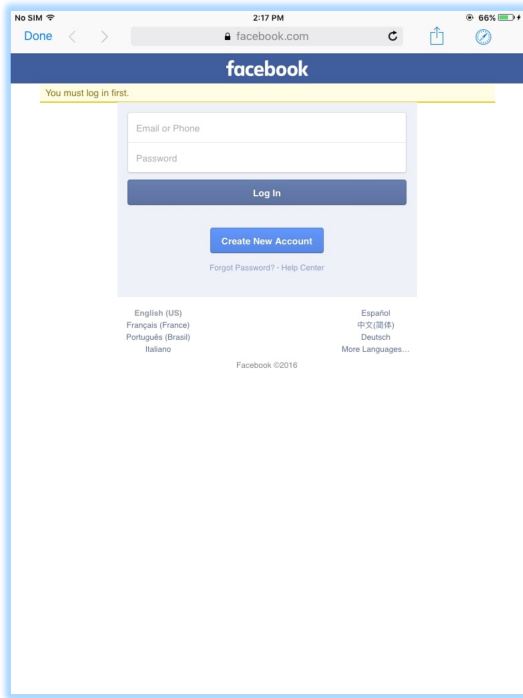 No SIM 2:17 PM 66%
Done facebook.com
facebook
You must log in first.
Email or Phone
Password
Log In
Create New Account
Forgot Password? · Help Center
English (US) Español
Français (France) 中文(简体)
Português (Brasil) Deutsch
Italiano More Languages...
Facebook ©2016